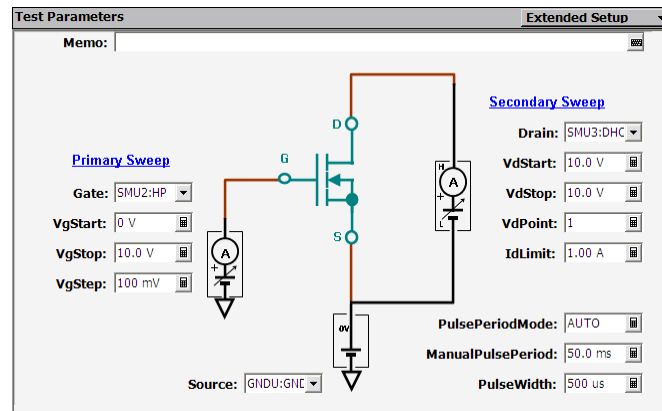 Test Parameters
Extended Setup
Memo:
Secondary Sweep
D
Drain: SMU3:DHC
H
Primary Sweep
G
VdStart: 10.0 V
A
Gate: SMU2:HP
VdStop: 10.0 V
+
L
VgStart: 0 V
VdPoint: 1
S
VgStop: 10.0 V
A
IdLimit: 1.00 A
+
VgStep: 100 mV
0V
PulsePeriodMode: AUTO
ManualPulsePeriod: 50.0 ms
Source: GNDU:GND
PulseWidth: 500 us